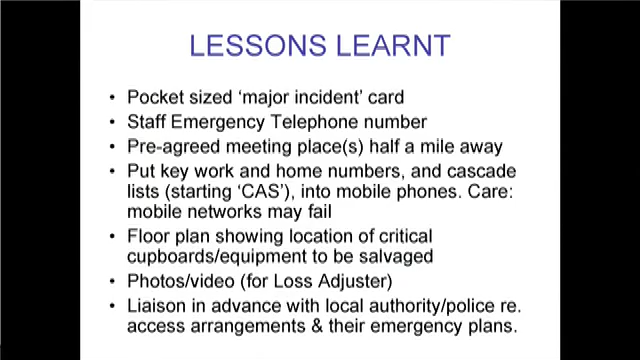 LESSONS LEARNT
• Pocket sized ‘major incident’ card
• Staff Emergency Telephone number
• Pre-agreed meeting place(s) half a mile away
• Put key work and home numbers, and cascade
lists (starting ‘CAS’), into mobile phones. Care:
mobile networks may fail
• Floor plan showing location of critical
cupboards/equipment to be salvaged
• Photos/video (for Loss Adjuster)
• Liaison in advance with local authority/police re.
access arrangements & their emergency plans.